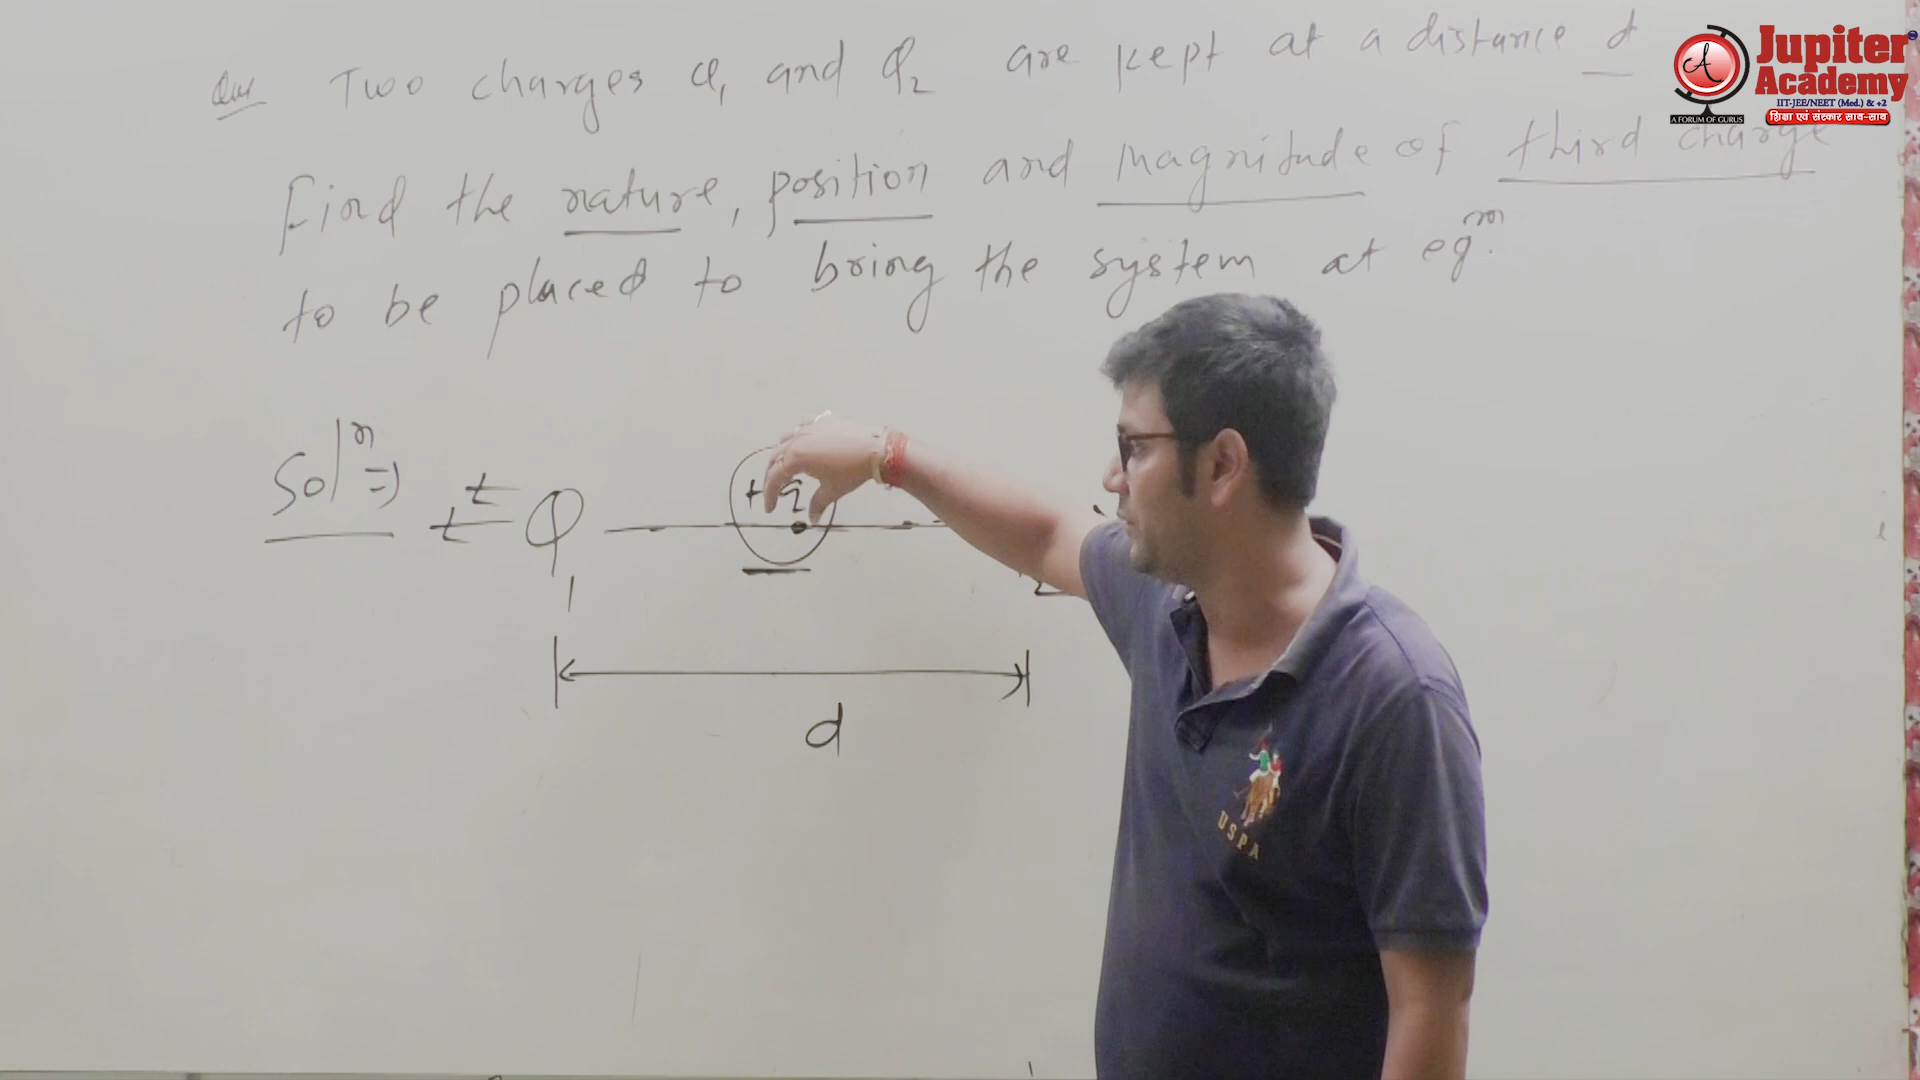 Que Two charges Q1 and Q2 are kept at a distance d
Find the nature, position and magnitude of third charge
to be placed to bring the system at eqm.
Soln ⇒ Q1 + q
d
USPA
A
Jupiter
Academy
IIT-JEE/NEET (Med.) & +2
A FORUM OF GURUS
शिक्षा एवं संस्कार साथ-साथ